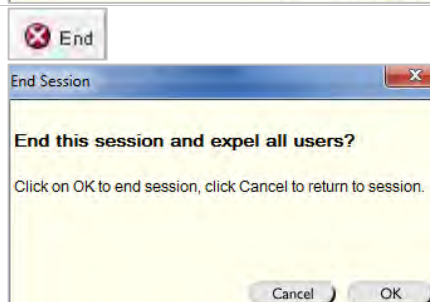 End
End Session
End this session and expel all users?
Click on OK to end session, click Cancel to return to session.
Cancel OK